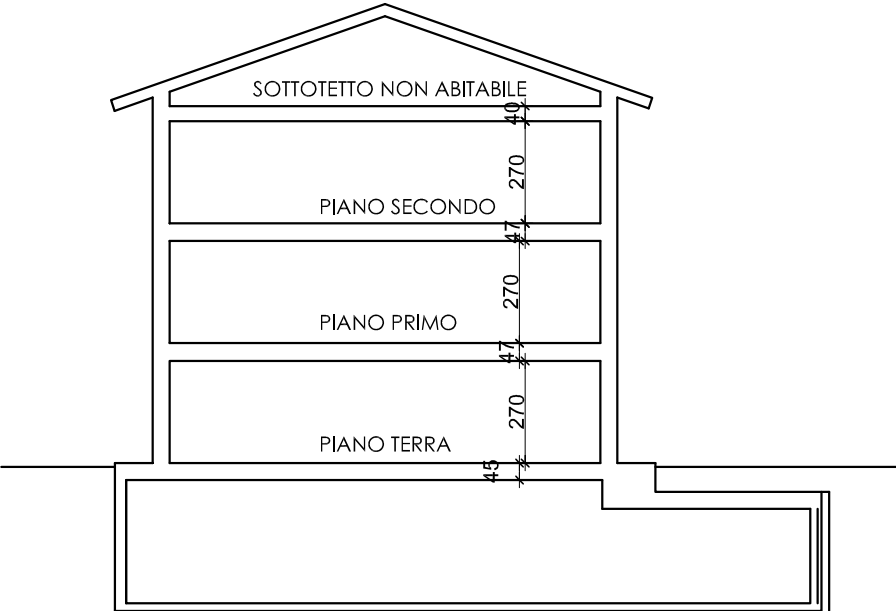 SOTTOTETTO NON ABITABILE
40
270
PIANO SECONDO
47
270
PIANO PRIMO
47
270
PIANO TERRA
45